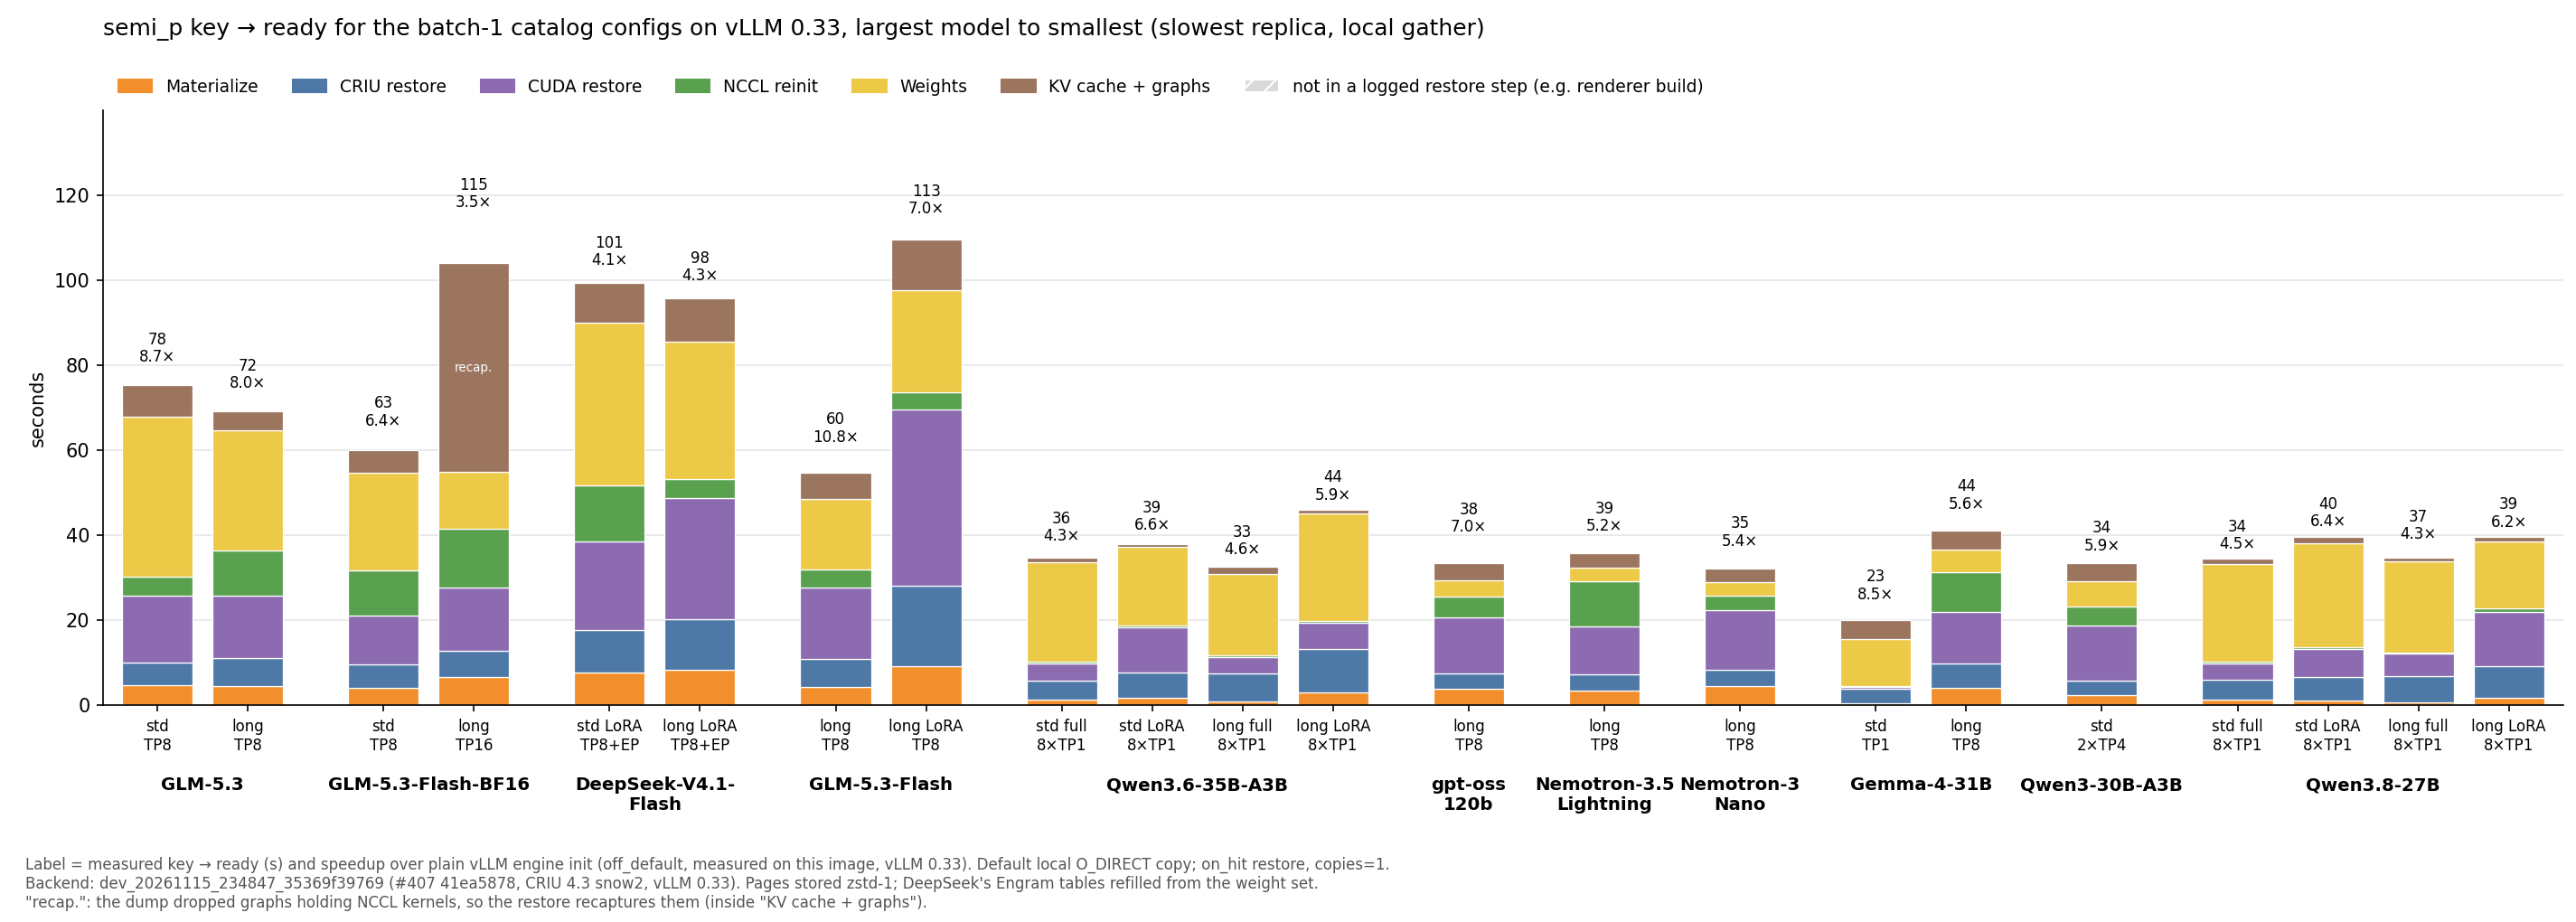 semi_p key → ready for the batch-1 catalog configs on vLLM 0.33, largest model to smallest (slowest replica, local gather)
Materialize
CRIU restore
CUDA restore
NCCL reinit
Weights
KV cache + graphs
not in a logged restore step (e.g. renderer build)
seconds
120
100
80
60
40
20
0
78
8.7×
72
8.0×
63
6.4×
115
3.5×
recap.
101
4.1×
98
4.3×
60
10.8×
113
7.0×
36
4.3×
39
6.6×
33
4.6×
44
5.9×
38
7.0×
39
5.2×
35
5.4×
23
8.5×
44
5.6×
34
5.9×
34
4.5×
40
6.4×
37
4.3×
39
6.2×
std
TP8
long
TP8
std
TP8
long
TP16
std LoRA
TP8+EP
long LoRA
TP8+EP
long
TP8
long LoRA
TP8
std full
8×TP1
std LoRA
8×TP1
long full
8×TP1
long LoRA
8×TP1
long
TP8
long
TP8
long
TP8
std
TP1
long
TP8
std
2×TP4
std full
8×TP1
std LoRA
8×TP1
long full
8×TP1
long LoRA
8×TP1
GLM-5.3
GLM-5.3-Flash-BF16
DeepSeek-V4.1-
Flash
GLM-5.3-Flash
Qwen3.6-35B-A3B
gpt-oss
120b
Nemotron-3.5
Lightning
Nemotron-3
Nano
Gemma-4-31B
Qwen3-30B-A3B
Qwen3.8-27B
Label = measured key → ready (s) and speedup over plain vLLM engine init (off_default, measured on this image, vLLM 0.33). Default local O_DIRECT copy; on_hit restore, copies=1.
Backend: dev_20261115_234847_35369f39769 (#407 41ea5878, CRIU 4.3 snow2, vLLM 0.33). Pages stored zstd-1; DeepSeek's Engram tables refilled from the weight set.
"recap.": the dump dropped graphs holding NCCL kernels, so the restore recaptures them (inside "KV cache + graphs").